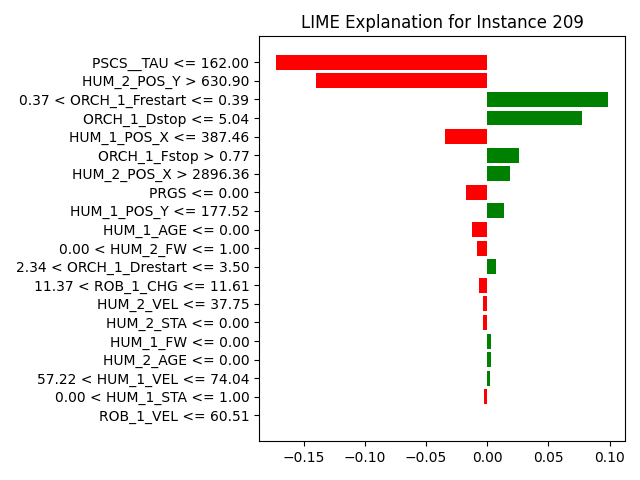 LIME Explanation for Instance 209
PSCS__TAU <= 162.00
HUM_2_POS_Y > 630.90
0.37 < ORCH_1_Frestart <= 0.39
ORCH_1_Dstop <= 5.04
HUM_1_POS_X <= 387.46
ORCH_1_Fstop > 0.77
HUM_2_POS_X > 2896.36
PRGS <= 0.00
HUM_1_POS_Y <= 177.52
HUM_1_AGE <= 0.00
0.00 < HUM_2_FW <= 1.00
2.34 < ORCH_1_Drestart <= 3.50
11.37 < ROB_1_CHG <= 11.61
HUM_2_VEL <= 37.75
HUM_2_STA <= 0.00
HUM_1_FW <= 0.00
HUM_2_AGE <= 0.00
57.22 < HUM_1_VEL <= 74.04
0.00 < HUM_1_STA <= 1.00
ROB_1_VEL <= 60.51
−0.15 −0.10 −0.05 0.00 0.05 0.10